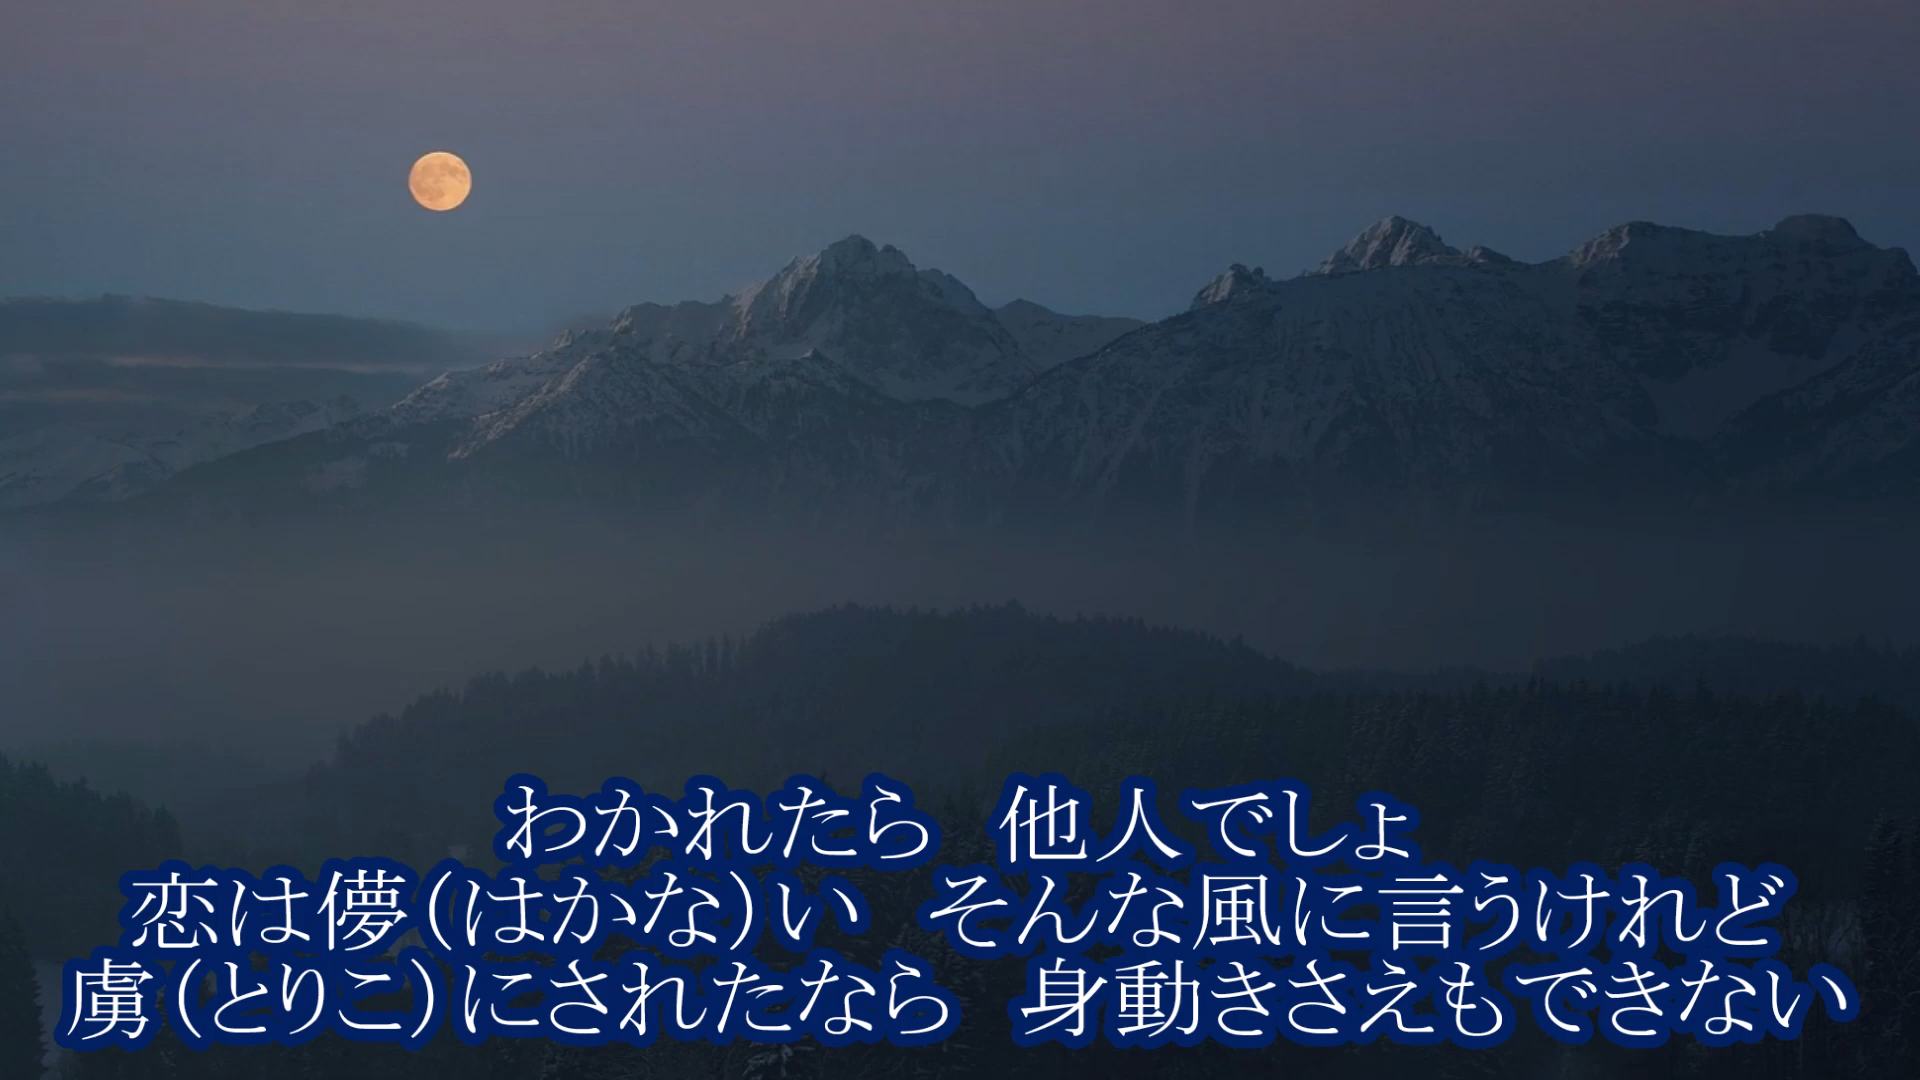 わかれたら　他人でしょ
恋は儚（はかな）い　そんな風に言うけれど
虜（とりこ）にされたなら　身動きさえもできない